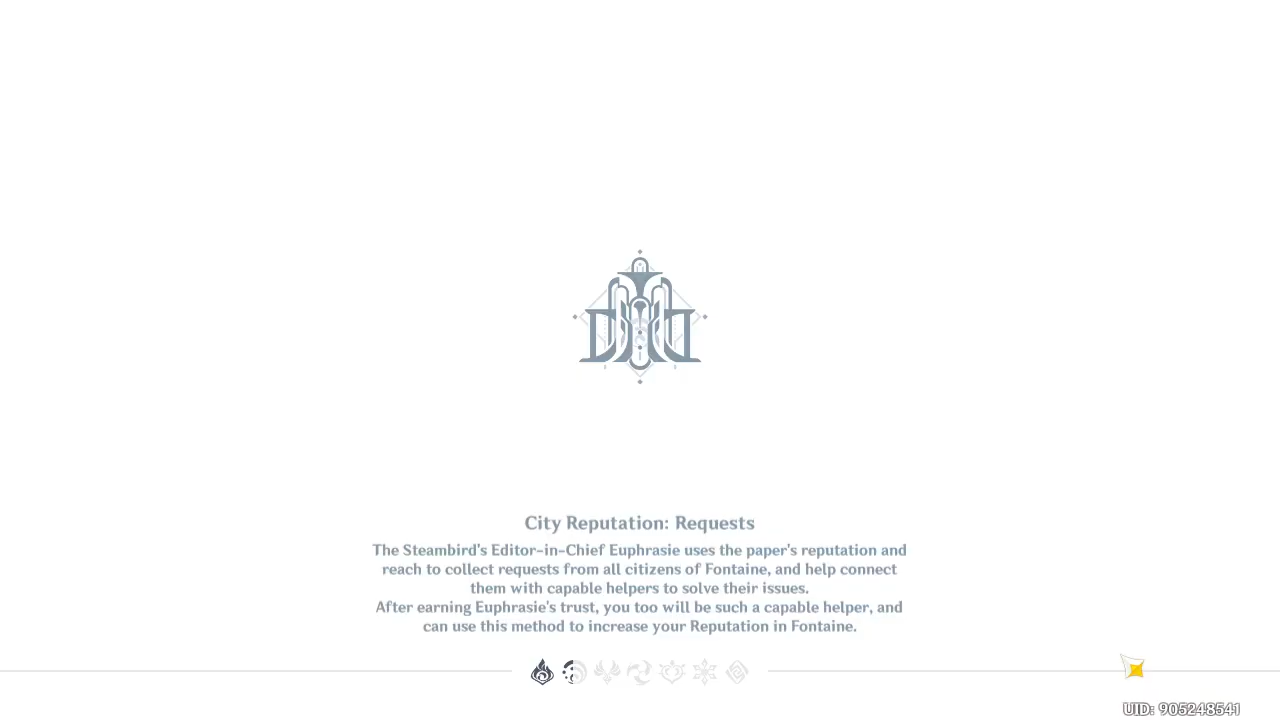 City Reputation: Requests
The Steambird's Editor-in-Chief Euphrasie uses the paper's reputation and
reach to collect requests from all citizens of Fontaine, and help connect
them with capable helpers to solve their issues.
After earning Euphrasie's trust, you too will be such a capable helper, and
can use this method to increase your Reputation in Fontaine.
UID: 905248541